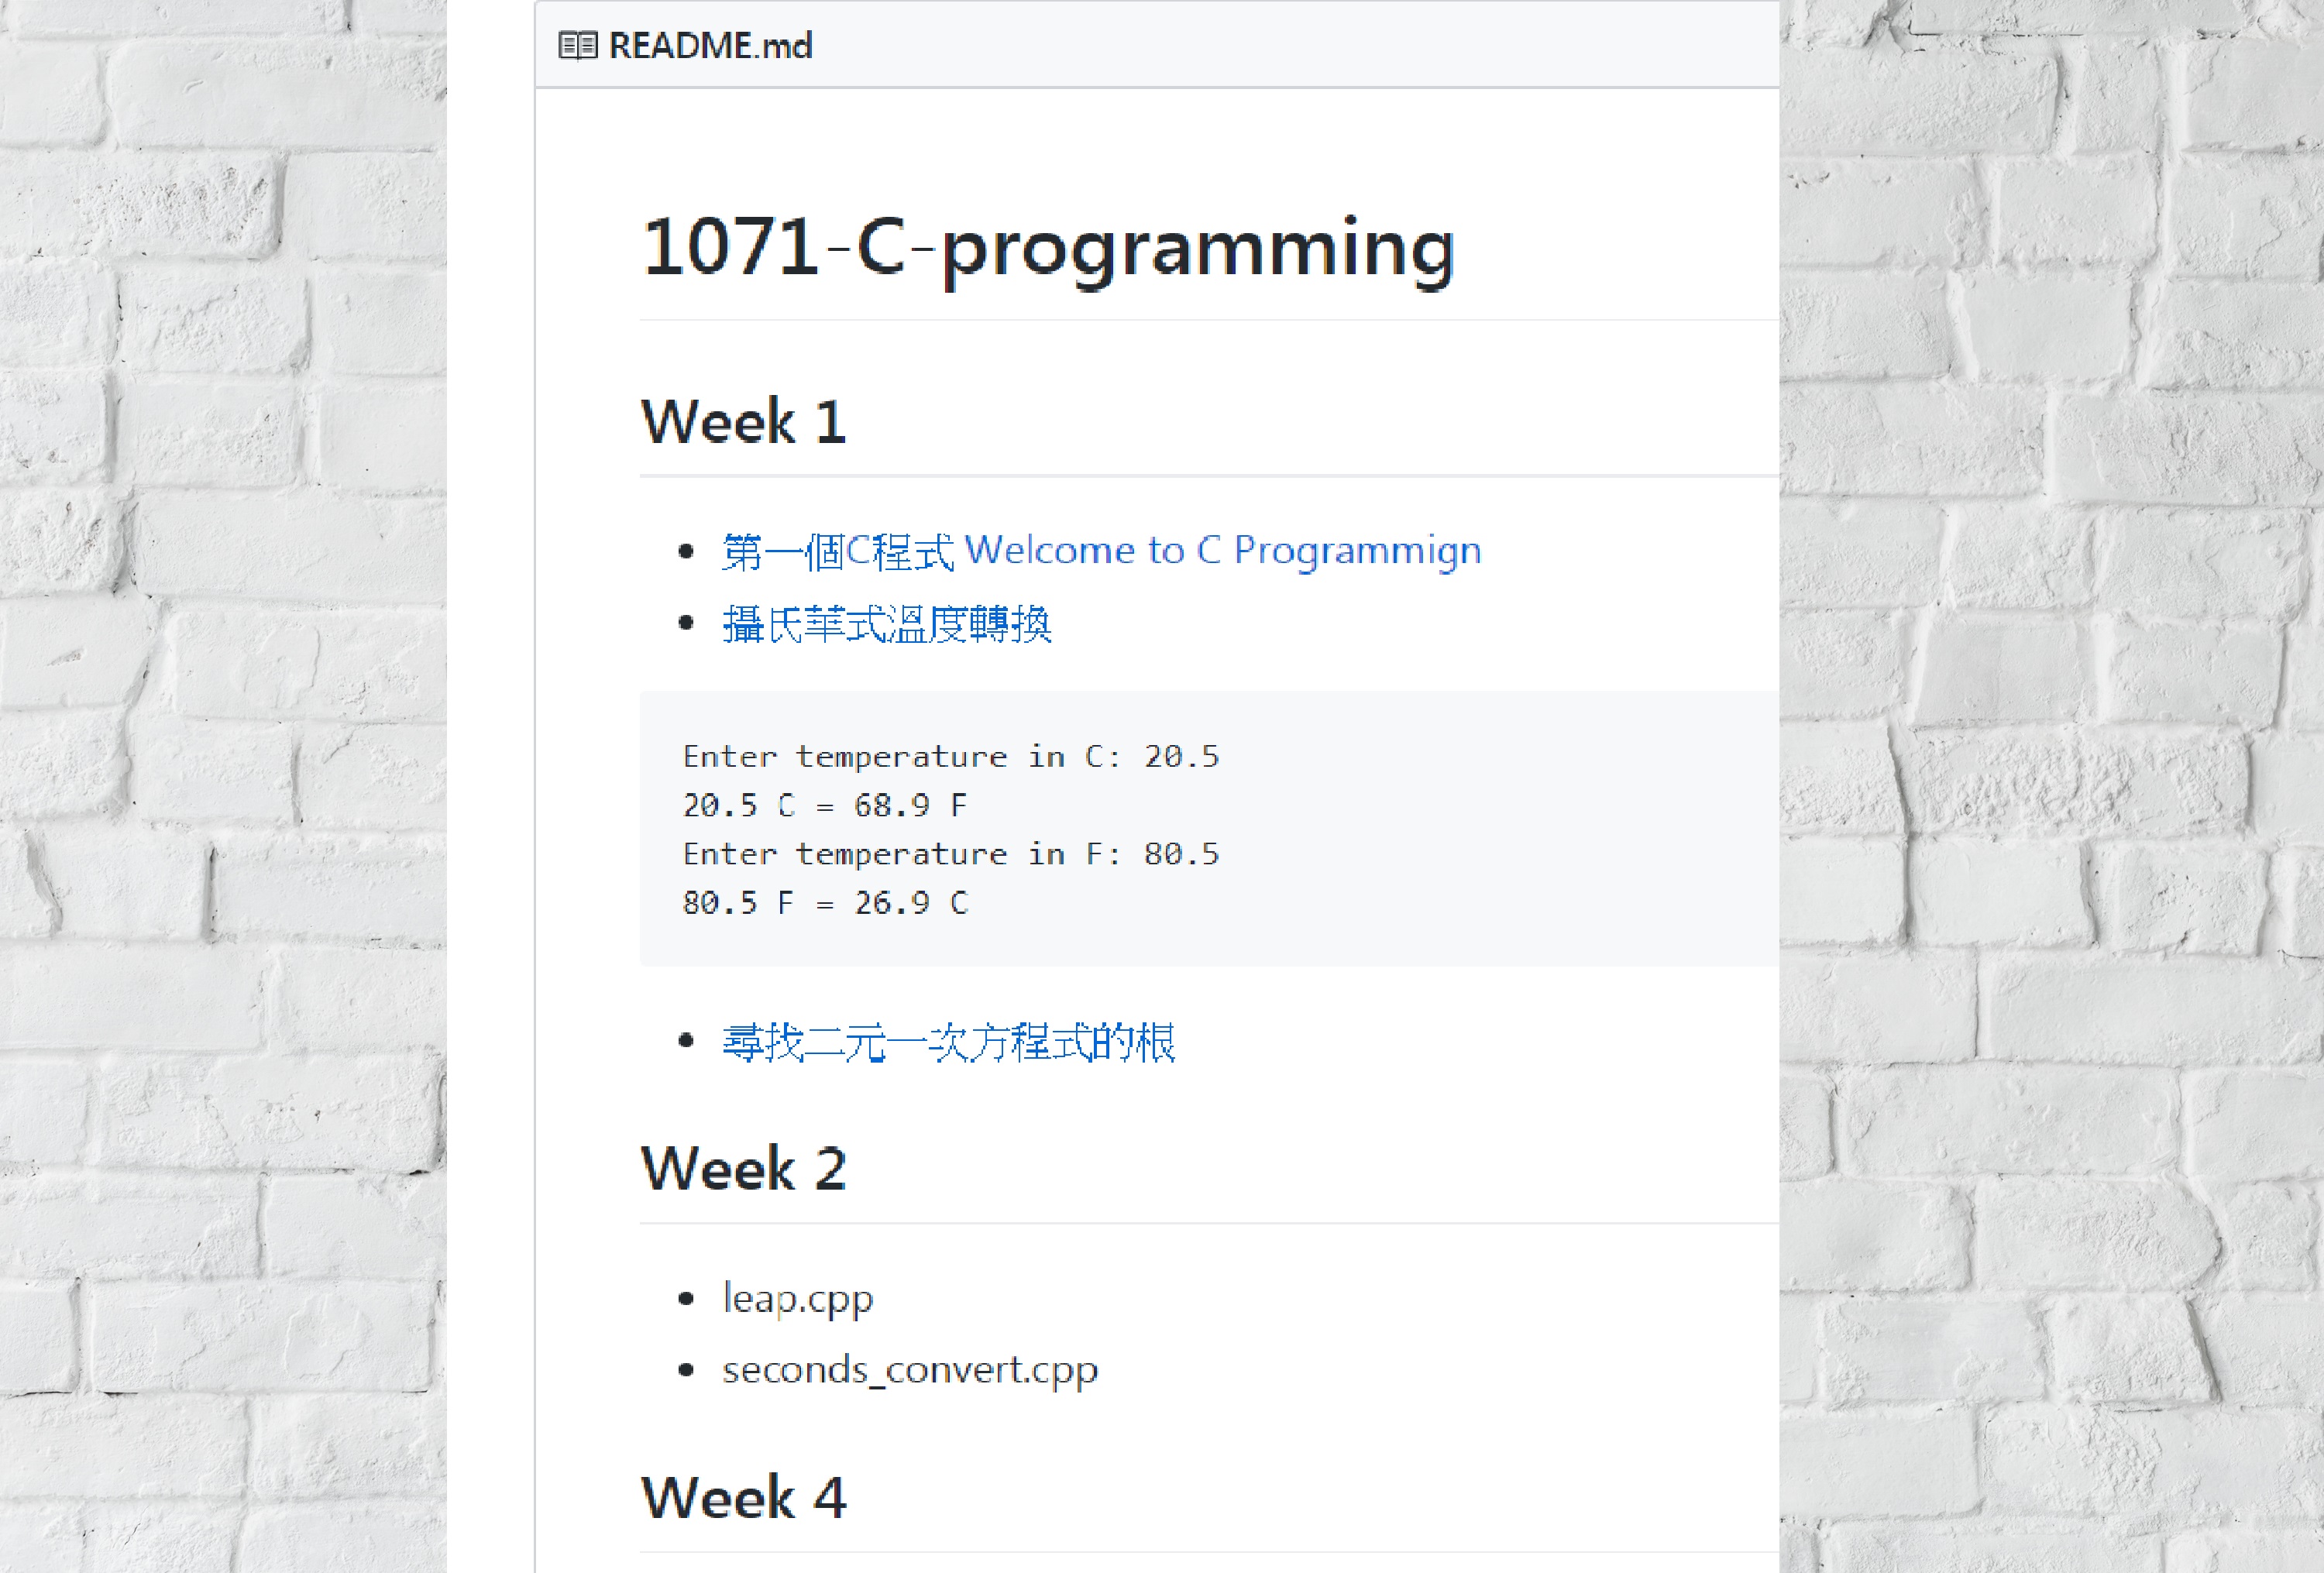 README.md
1071-C-programming
Week 1
第一個C程式 Welcome to C Programmign
攝氏華式溫度轉換
Enter temperature in C: 20.5
20.5 C = 68.9 F
Enter temperature in F: 80.5
80.5 F = 26.9 C
尋找二元一次方程式的根
Week 2
leap.cpp
seconds_convert.cpp
Week 4